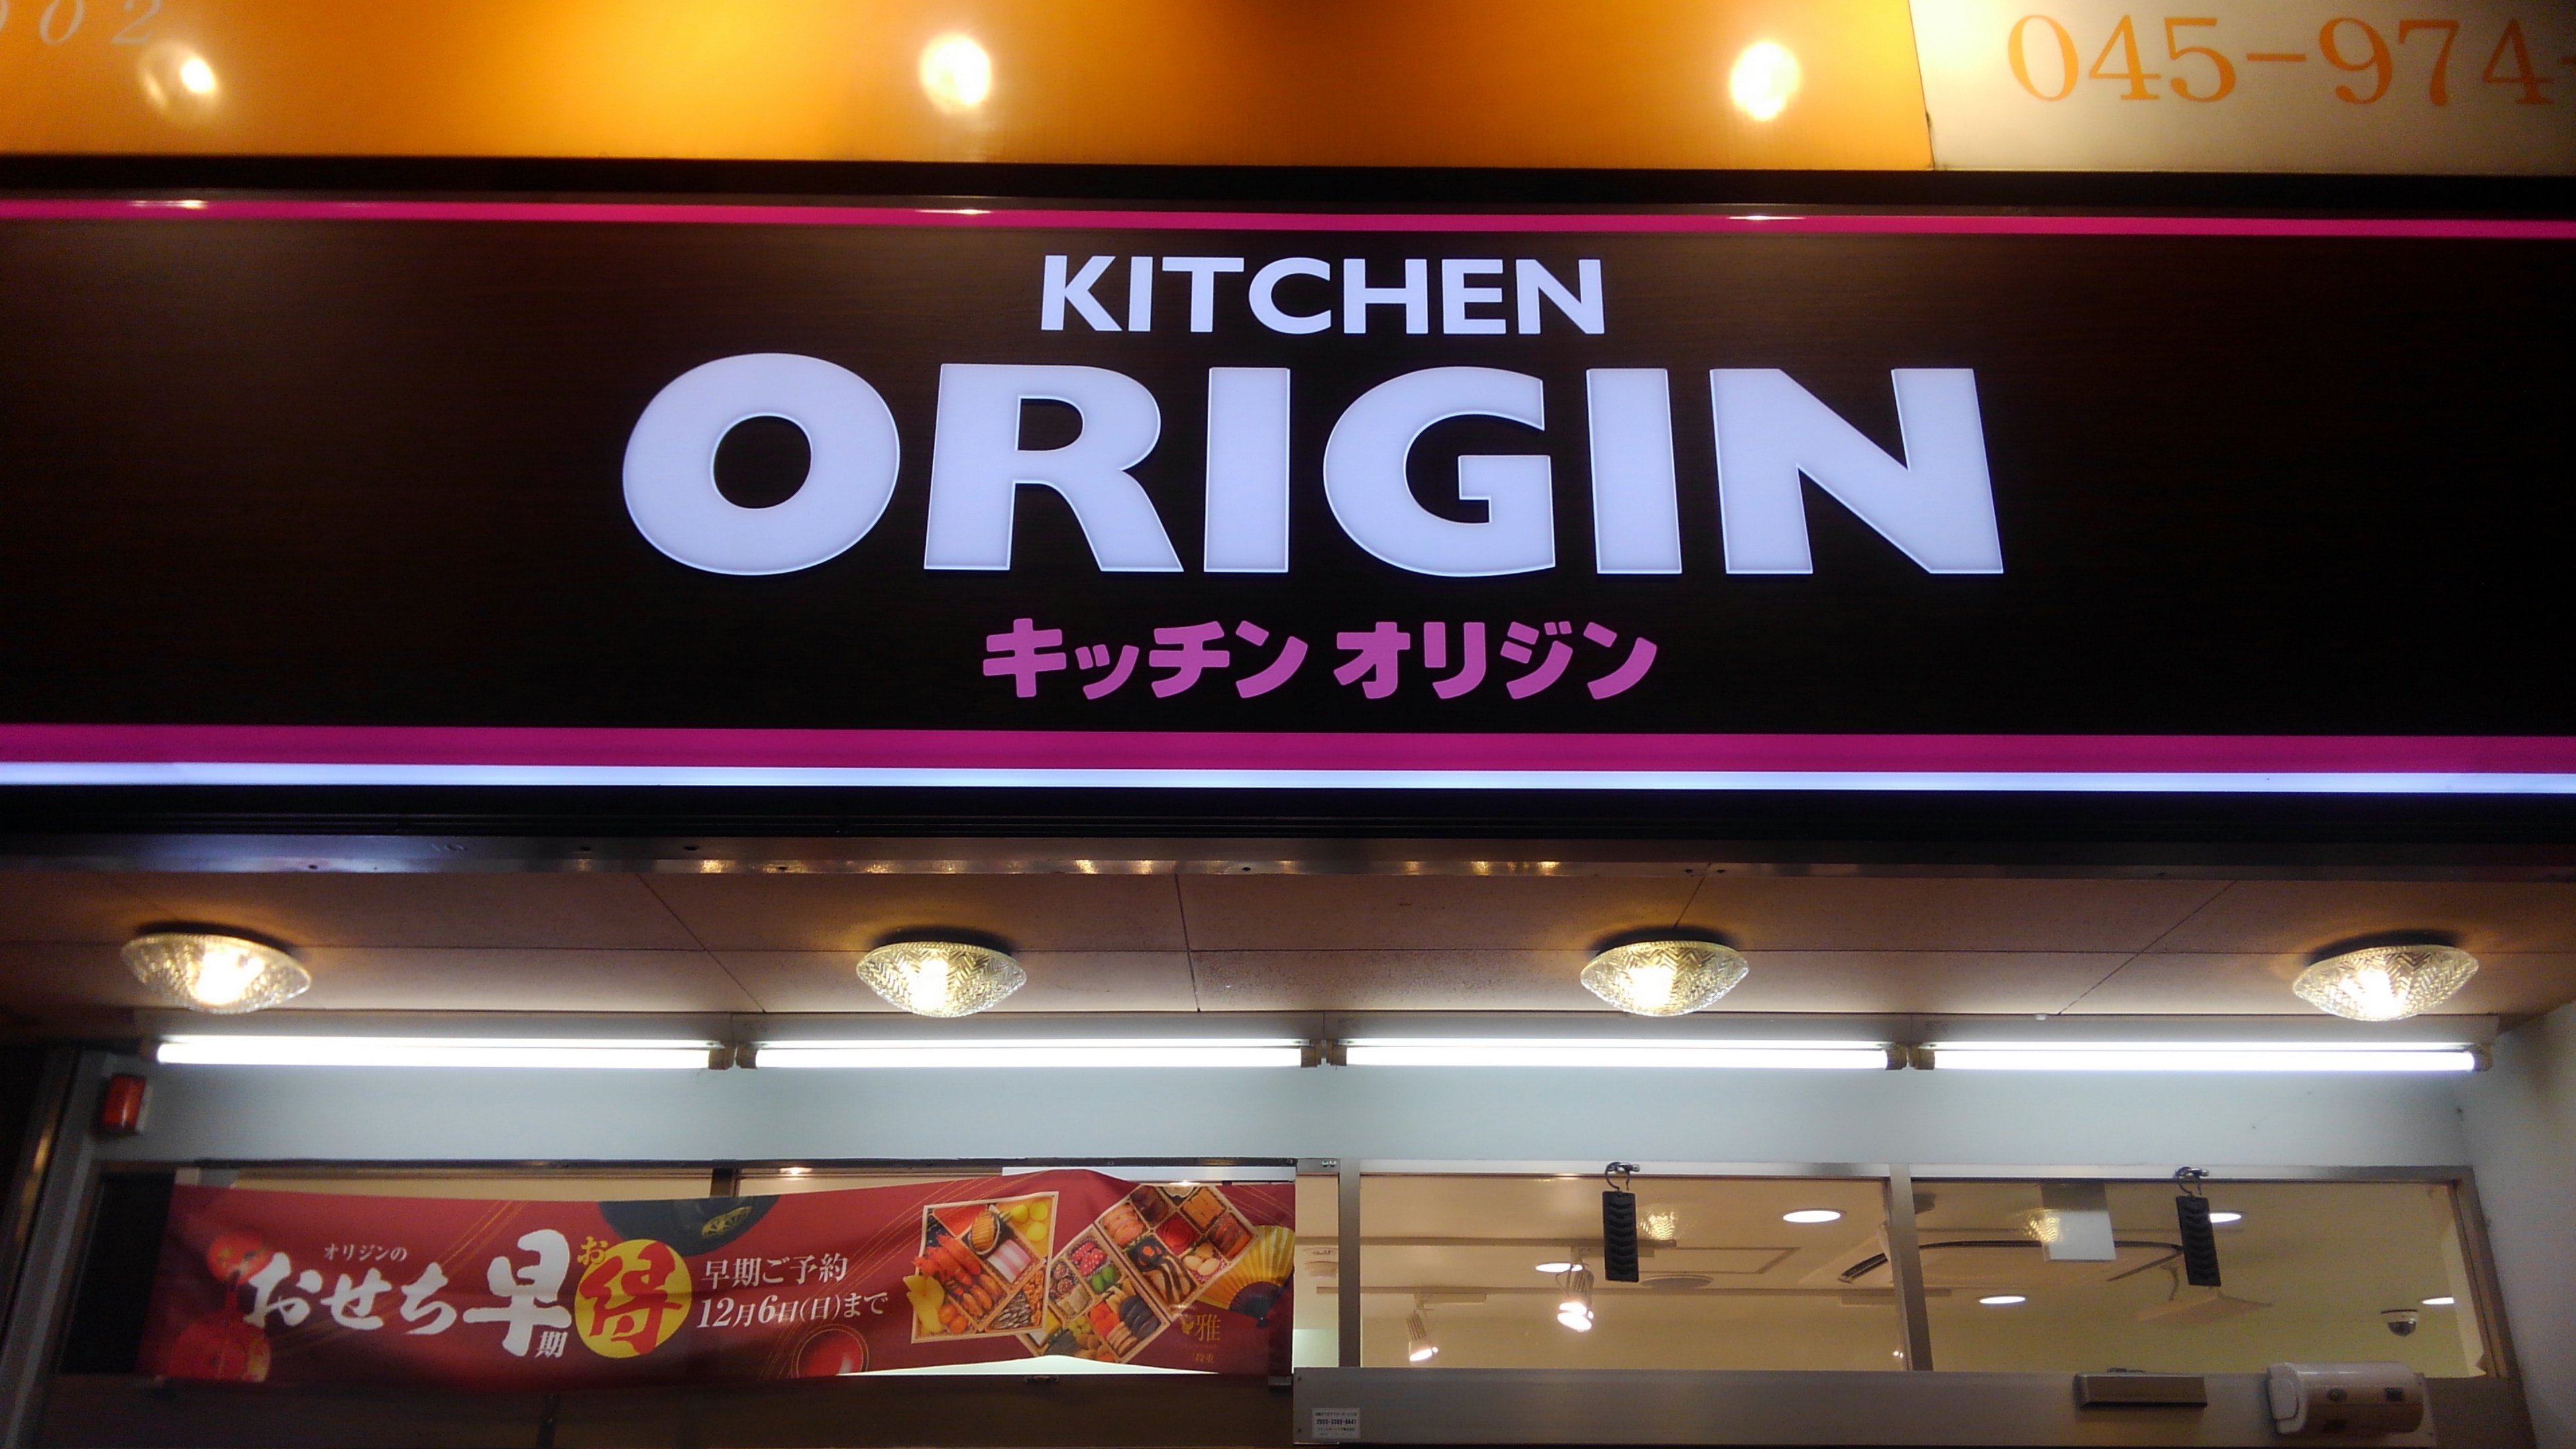 002
045-974-
KITCHEN
ORIGIN
キッチン オリジン
オリジンの
おせち早期お得
早期ご予約
12月6日(日)まで
雅